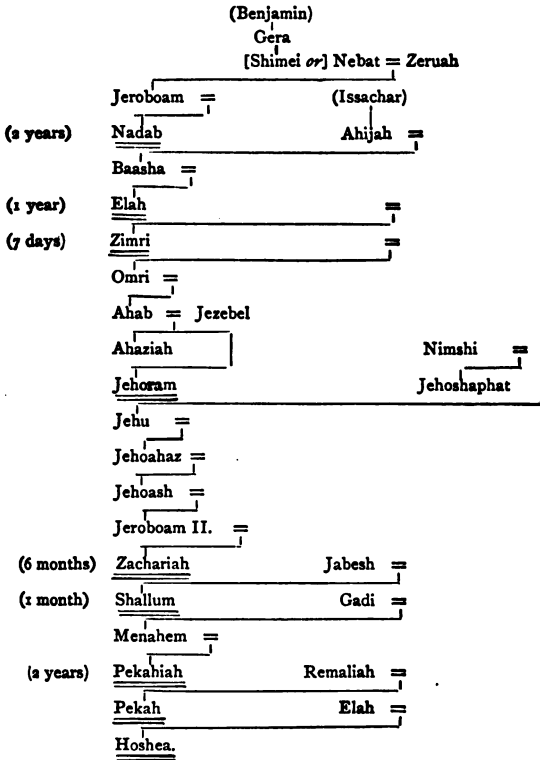 (Benjamin)
Gera
[Shimei or] Nebat = Zeruah
Jeroboam = (Issachar)
(2 years) Nadab Ahijah =
Baasha =
(1 year) Elah =
(7 days) Zimri =
Omri =
Ahab = Jezebel
Ahaziah Nimshi =
Jehoram Jehoshaphat
Jehu =
Jehoahaz =
Jehoash =
Jeroboam II. =
(6 months) Zachariah Jabesh =
(1 month) Shallum Gadi =
Menahem =
(2 years) Pekahiah Remaliah =
Pekah Elah =
Hoshea.